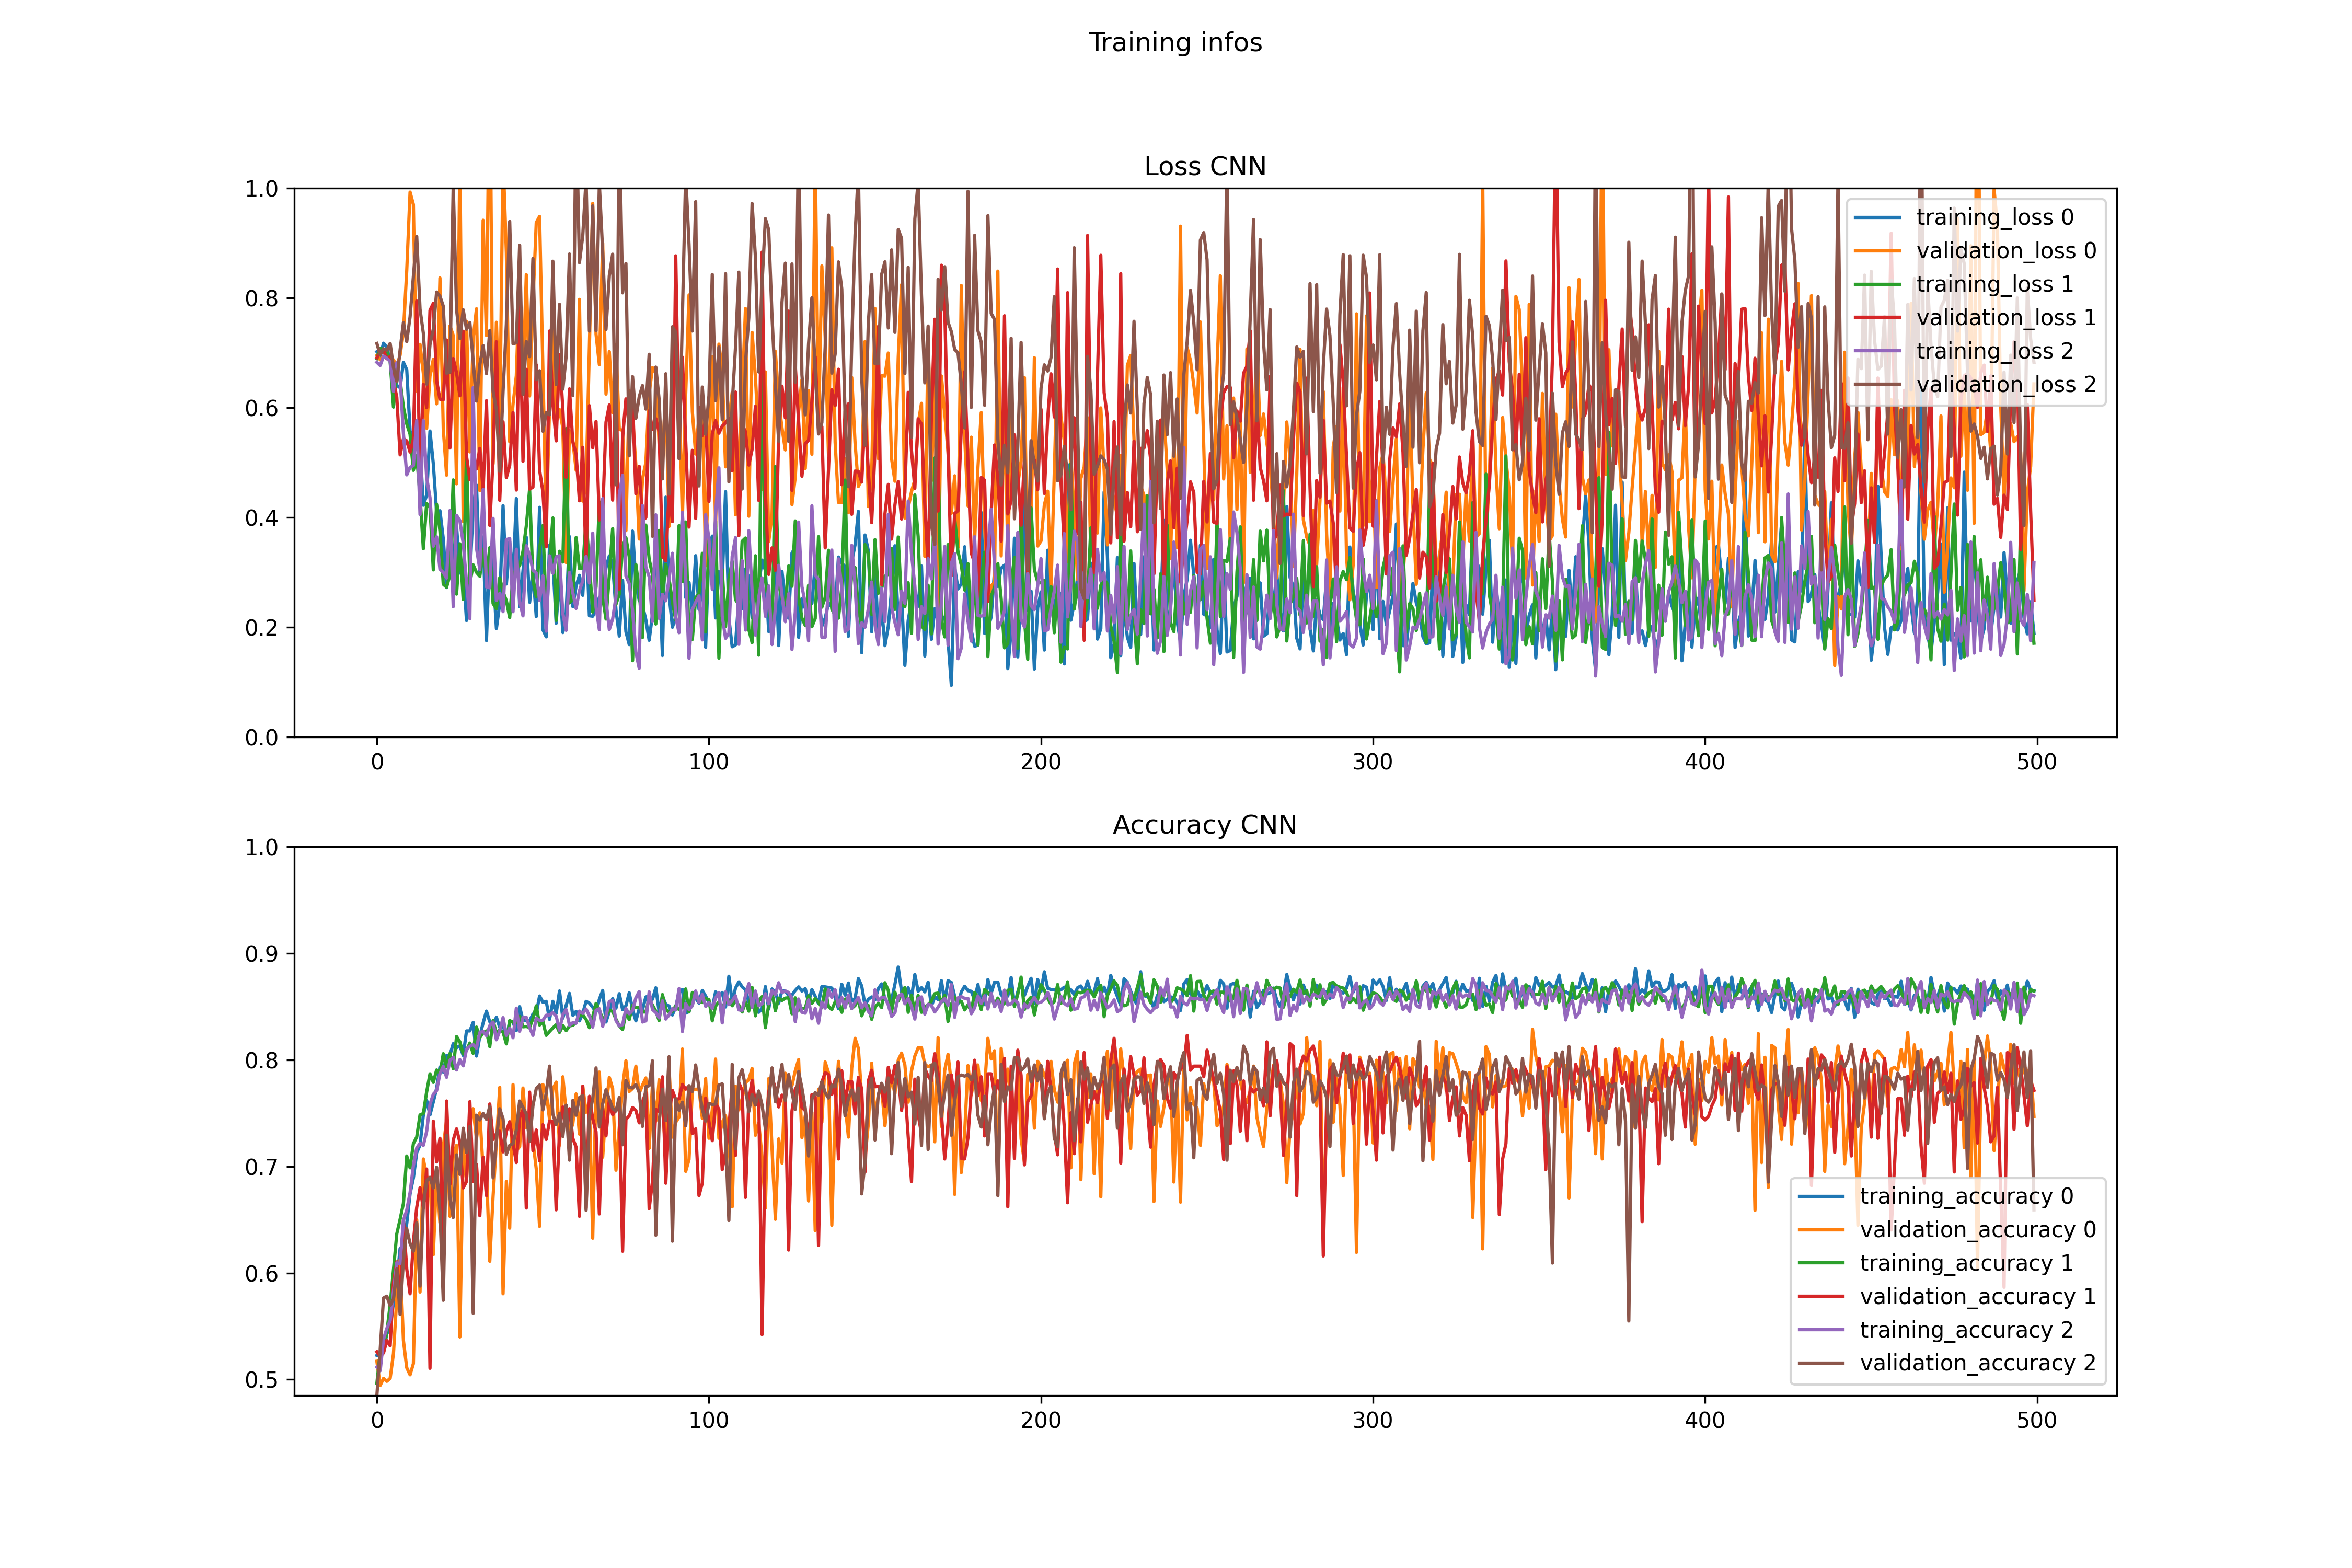 Training infos
Loss CNN
1.0
0.8
0.6
0.4
0.2
0.0
0 100 200 300 400 500
training_loss 0
validation_loss 0
training_loss 1
validation_loss 1
training_loss 2
validation_loss 2
Accuracy CNN
1.0
0.9
0.8
0.7
0.6
0.5
0 100 200 300 400 500
training_accuracy 0
validation_accuracy 0
training_accuracy 1
validation_accuracy 1
training_accuracy 2
validation_accuracy 2